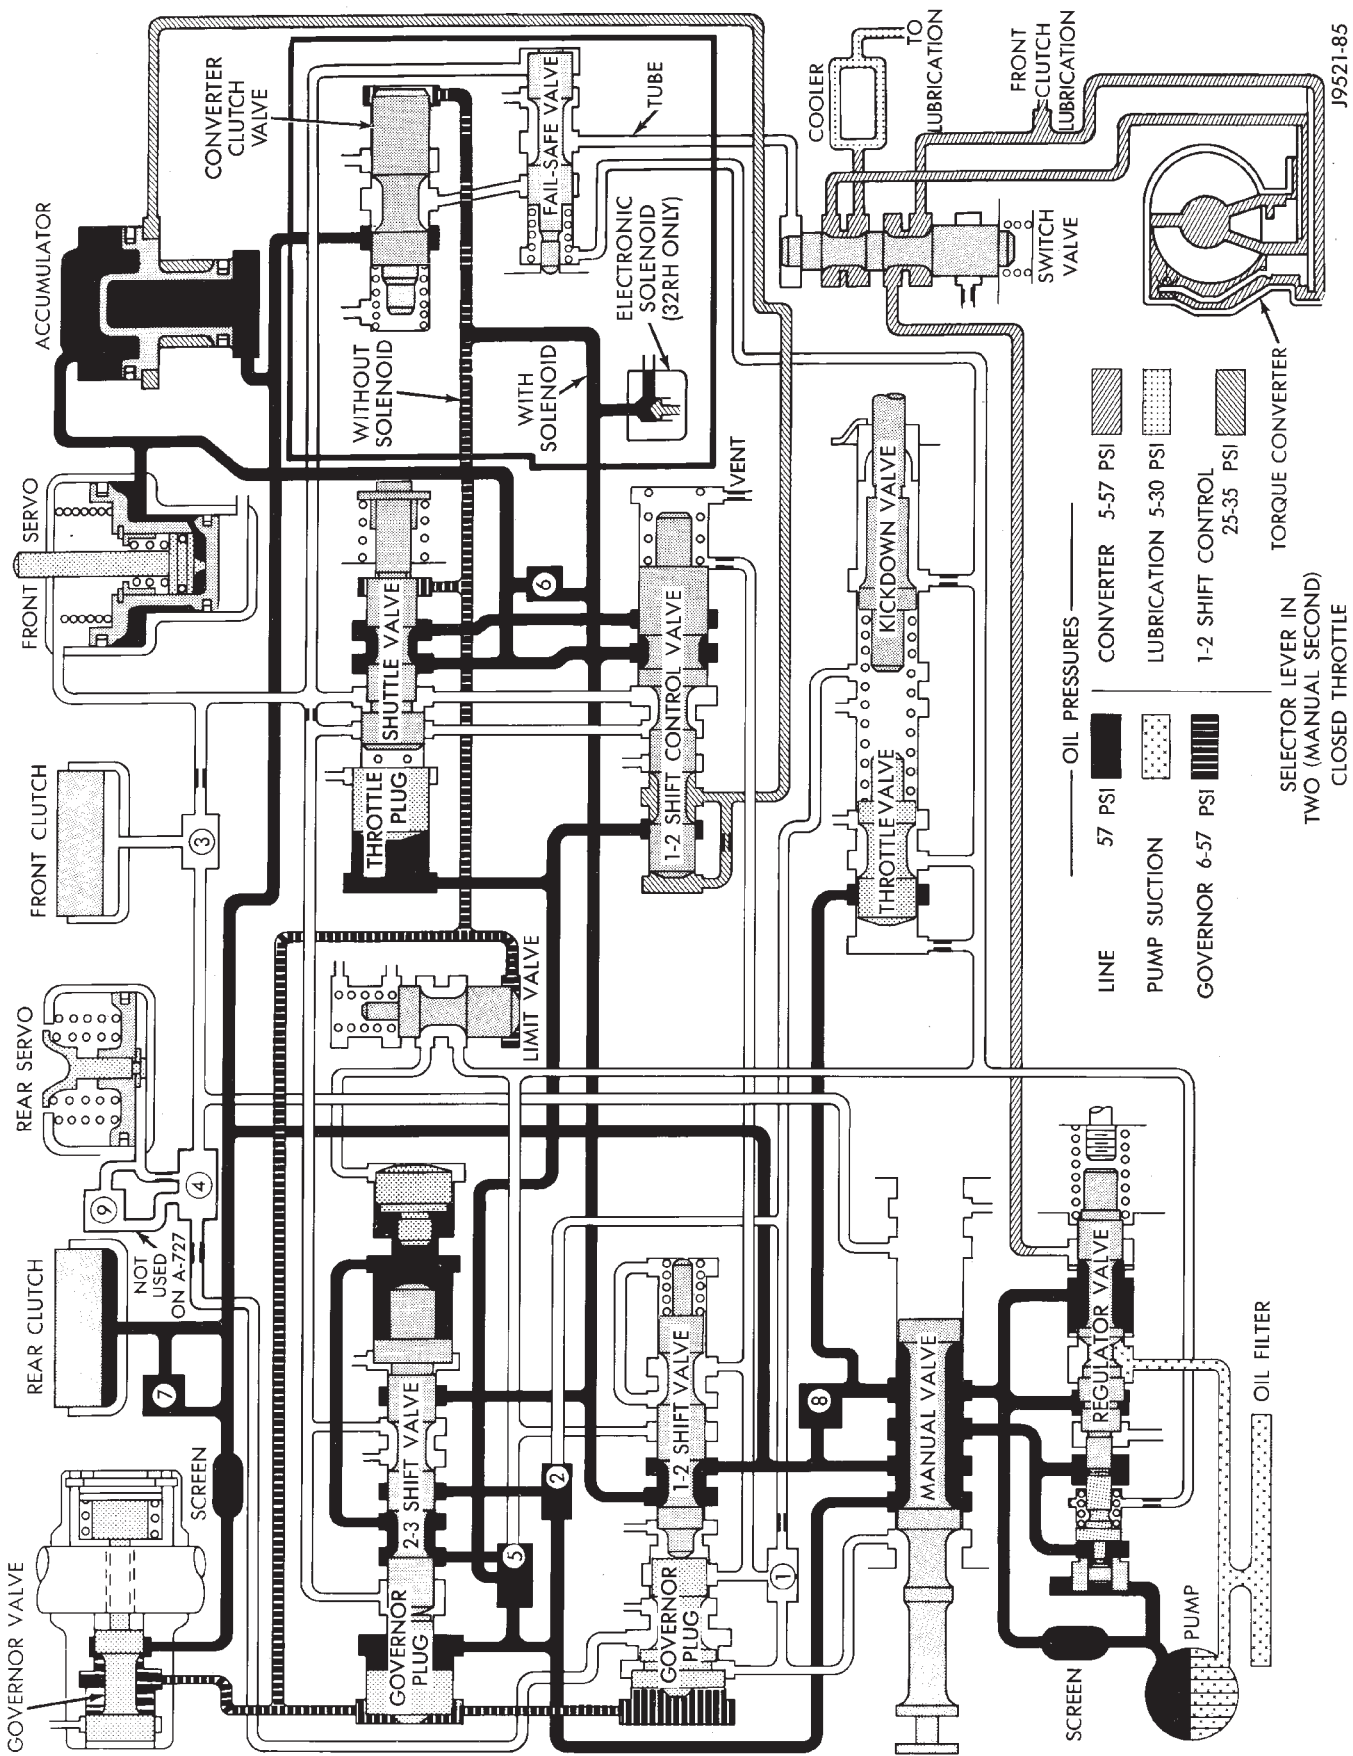 GOVERNOR VALVE
SCREEN
REAR CLUTCH
NOT
USED
ON A-727
REAR SERVO
FRONT CLUTCH
FRONT SERVO
ACCUMULATOR
CONVERTER
CLUTCH
VALVE
7
9
4
3
GOVERNOR
PLUG
2-3 SHIFT VALVE
LIMIT VALVE
THROTTLE
PLUG
SHUTTLE VALVE
WITHOUT
SOLENOID
WITH
SOLENOID
FAIL-SAFE VALVE
TUBE
ELECTRONIC
SOLENOID
(32RH ONLY)
5
2
6
GOVERNOR
PLUG
1-2 SHIFT VALVE
1-2 SHIFT CONTROL VALVE
VENT
COOLER
TO
LUBRICATION
FRONT
CLUTCH
LUBRICATION
SWITCH
VALVE
1
8
MANUAL VALVE
THROTTLE VALVE
KICKDOWN VALVE
SCREEN
PUMP
REGULATOR VALVE
OIL FILTER
OIL PRESSURES
LINE 57 PSI
PUMP SUCTION
GOVERNOR 6-57 PSI
CONVERTER 5-57 PSI
LUBRICATION 5-30 PSI
1-2 SHIFT CONTROL
25-35 PSI
TORQUE CONVERTER
SELECTOR LEVER IN
TWO (MANUAL SECOND)
CLOSED THROTTLE
J9521-85